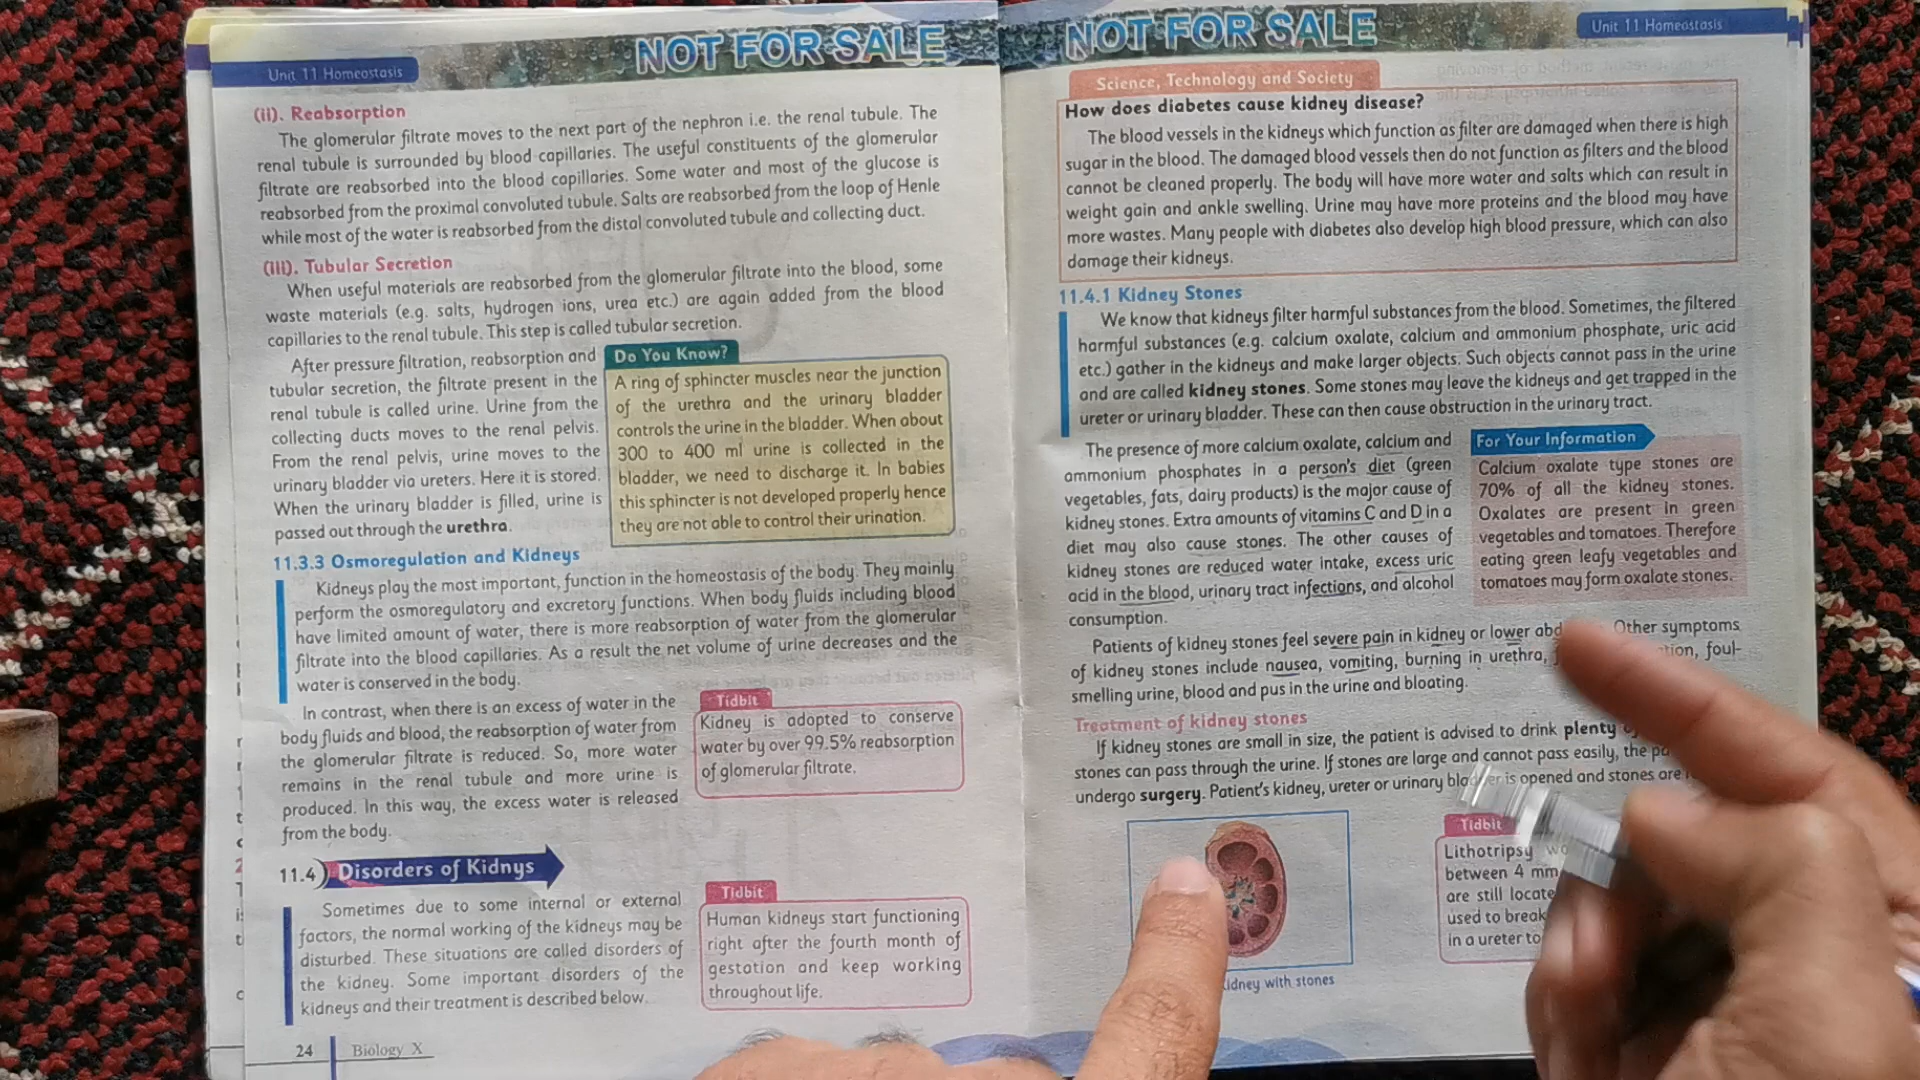 NOT FOR SALE
Unit 11 Homeostasis
(ii). Reabsorption
The glomerular filtrate moves to the next part of the nephron i.e. the renal tubule. The
renal tubule is surrounded by blood capillaries. The useful constituents of the glomerular
filtrate are reabsorbed into the blood capillaries. Some water and most of the glucose is
reabsorbed from the proximal convoluted tubule. Salts are reabsorbed from the loop of Henle
while most of the water is reabsorbed from the distal convoluted tubule and collecting duct.
(iii). Tubular Secretion
When useful materials are reabsorbed from the glomerular filtrate into the blood, some
waste materials (e.g. salts, hydrogen ions, urea etc.) are again added from the blood
capillaries to the renal tubule. This step is called tubular secretion.
After pressure filtration, reabsorption and
tubular secretion, the filtrate present in the
renal tubule is called urine. Urine from the
collecting ducts moves to the renal pelvis.
From the renal pelvis, urine moves to the
urinary bladder via ureters. Here it is stored.
When the urinary bladder is filled, urine is
passed out through the urethra.
Do You Know?
A ring of sphincter muscles near the junction
of the urethra and the urinary bladder
controls the urine in the bladder. When about
300 to 400 ml urine is collected in the
bladder, we need to discharge it. In babies
this sphincter is not developed properly hence
they are not able to control their urination.
11.3.3 Osmoregulation and Kidneys
Kidneys play the most important, function in the homeostasis of the body. They mainly
perform the osmoregulatory and excretory functions. When body fluids including blood
have limited amount of water, there is more reabsorption of water from the glomerular
filtrate into the blood capillaries. As a result the net volume of urine decreases and the
water is conserved in the body.
In contrast, when there is an excess of water in the
body fluids and blood, the reabsorption of water from
the glomerular filtrate is reduced. So, more water
remains in the renal tubule and more urine is
produced. In this way, the excess water is released
from the body.
Tidbit
Kidney is adopted to conserve
water by over 99.5% reabsorption
of glomerular filtrate.
11.4) Disorders of Kidnys
Sometimes due to some internal or external
factors, the normal working of the kidneys may be
disturbed. These situations are called disorders of
the kidney. Some important disorders of the
kidneys and their treatment is described below.
Tidbit
Human kidneys start functioning
right after the fourth month of
gestation and keep working
throughout life.
24 Biology X
NOT FOR SALE
Unit 11 Homeostasis
Science, Technology and Society
How does diabetes cause kidney disease?
The blood vessels in the kidneys which function as filter are damaged when there is high
sugar in the blood. The damaged blood vessels then do not function as filters and the blood
cannot be cleaned properly. The body will have more water and salts which can result in
weight gain and ankle swelling. Urine may have more proteins and the blood may have
more wastes. Many people with diabetes also develop high blood pressure, which can also
damage their kidneys.
11.4.1 Kidney Stones
We know that kidneys filter harmful substances from the blood. Sometimes, the filtered
harmful substances (e.g. calcium oxalate, calcium and ammonium phosphate, uric acid
etc.) gather in the kidneys and make larger objects. Such objects cannot pass in the urine
and are called kidney stones. Some stones may leave the kidneys and get trapped in the
ureter or urinary bladder. These can then cause obstruction in the urinary tract.
The presence of more calcium oxalate, calcium and
ammonium phosphates in a person's diet (green
vegetables, fats, dairy products) is the major cause of
kidney stones. Extra amounts of vitamins C and D in a
diet may also cause stones. The other causes of
kidney stones are reduced water intake, excess uric
acid in the blood, urinary tract infections, and alcohol
consumption.
For Your Information
Calcium oxalate type stones are
70% of all the kidney stones.
Oxalates are present in green
vegetables and tomatoes. Therefore
eating green leafy vegetables and
tomatoes may form oxalate stones.
Patients of kidney stones feel severe pain in kidney or lower Other symptoms
of kidney stones include nausea, vomiting, burning in urethra, foul-
smelling urine, blood and pus in the urine and bloating.
Treatment of kidney stones
If kidney stones are small in size, the patient is advised to drink plenty
stones can pass through the urine. If stones are large and cannot pass easily, the
undergo surgery. Patient's kidney, ureter or urinary bladder is opened and stones are
kidney with stones
Tidbit
Lithotripsy
between 4 mm
are still
used to break
in a ureter to